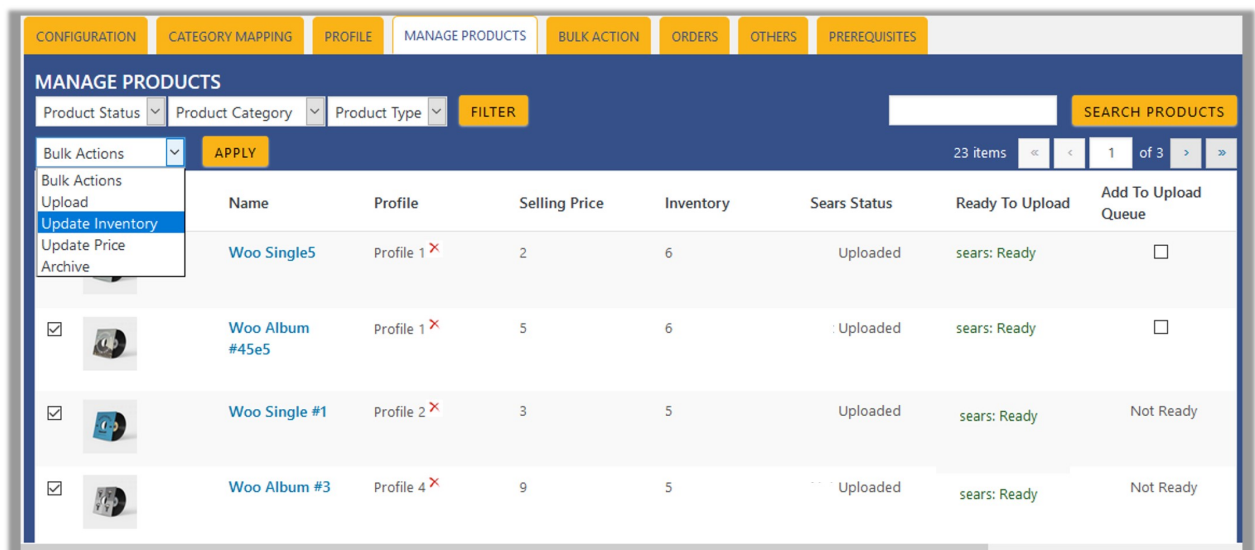 CONFIGURATION CATEGORY MAPPING PROFILE MANAGE PRODUCTS BULK ACTION ORDERS OTHERS PREREQUISITES
MANAGE PRODUCTS
Product Status Product Category Product Type FILTER SEARCH PRODUCTS
Bulk Actions APPLY 23 items « ‹ 1 of 3 › »
Bulk Actions
Upload
Update Inventory
Update Price
Archive
Name Profile Selling Price Inventory Sears Status Ready To Upload Add To Upload
Queue
Woo Single5 Profile 1 2 6 Uploaded sears: Ready
Woo Album Profile 1 5 6 Uploaded sears: Ready
#45e5
Woo Single #1 Profile 2 3 5 Uploaded sears: Ready Not Ready
Woo Album #3 Profile 4 9 5 Uploaded sears: Ready Not Ready